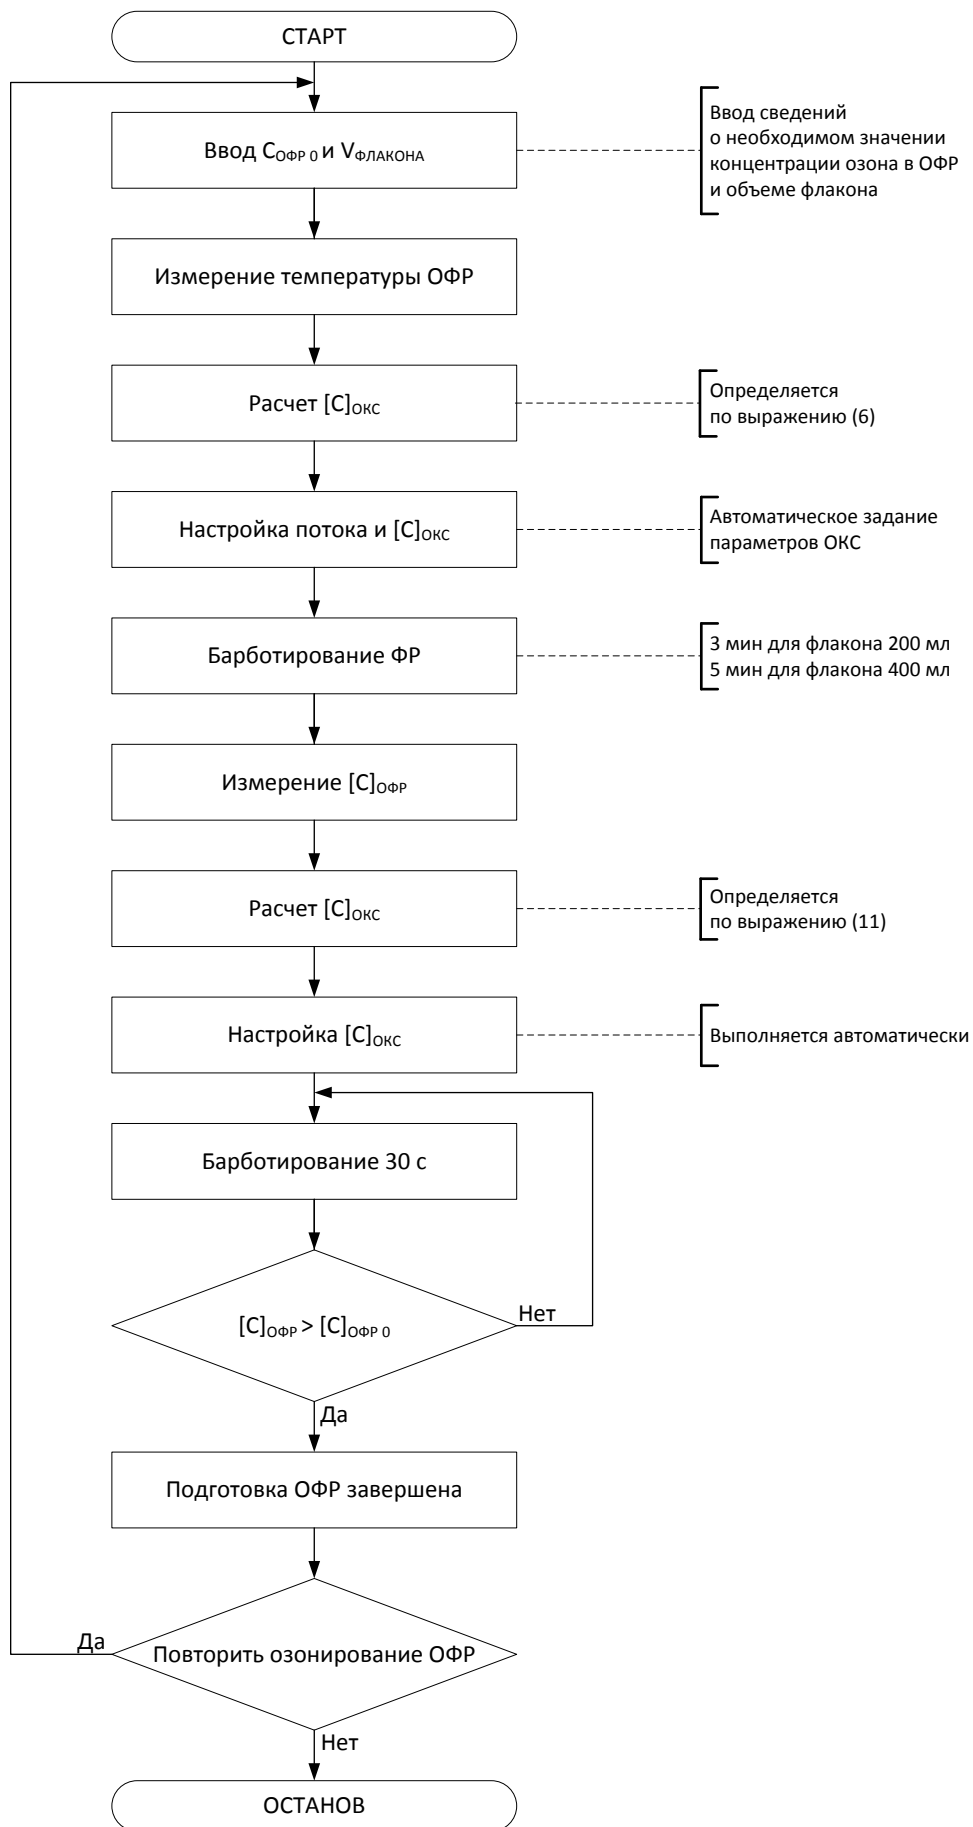 СТАРТ
Ввод CОФР 0 и VФЛАКОНА
Ввод сведений
о необходимом значении
концентрации озона в ОФР
и объеме флакона
Измерение температуры ОФР
Расчет [C]ОКС
Определяется
по выражению (6)
Настройка потока и [C]ОКС
Автоматическое задание
параметров ОКС
Барботирование ФР
3 мин для флакона 200 мл
5 мин для флакона 400 мл
Измерение [C]ОФР
Расчет [C]ОКС
Определяется
по выражению (11)
Настройка [C]ОКС
Выполняется автоматически
Барботирование 30 с
[C]ОФР > [C]ОФР 0
Нет
Да
Подготовка ОФР завершена
Да
Повторить озонирование ОФР
Нет
ОСТАНОВ